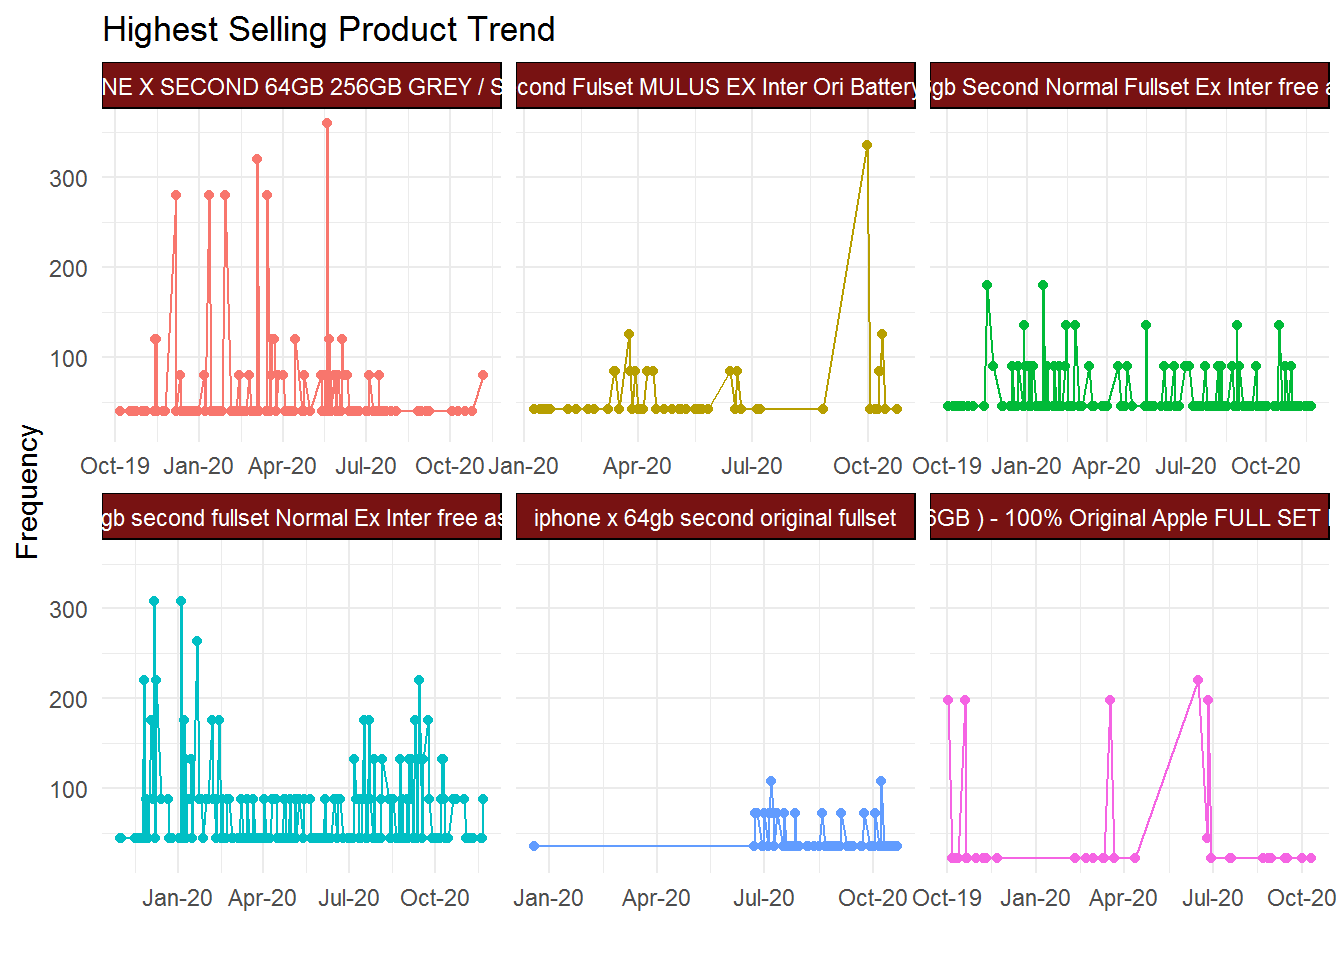 Highest Selling Product Trend
NE X SECOND 64GB 256GB GREY / S
cond Fulset MULUS EX Inter Ori Battery
gb Second Normal Fullset Ex Inter free a
300
200
100
Oct-19 Jan-20 Apr-20 Jul-20 Oct-20
Jan-20 Apr-20 Jul-20 Oct-20
Oct-19 Jan-20 Apr-20 Jul-20 Oct-20
Frequency
gb second fullset Normal Ex Inter free as
iphone x 64gb second original fullset
6GB ) - 100% Original Apple FULL SET
300
200
100
Jan-20 Apr-20 Jul-20 Oct-20
Jan-20 Apr-20 Jul-20 Oct-20
Oct-19 Jan-20 Apr-20 Jul-20 Oct-20